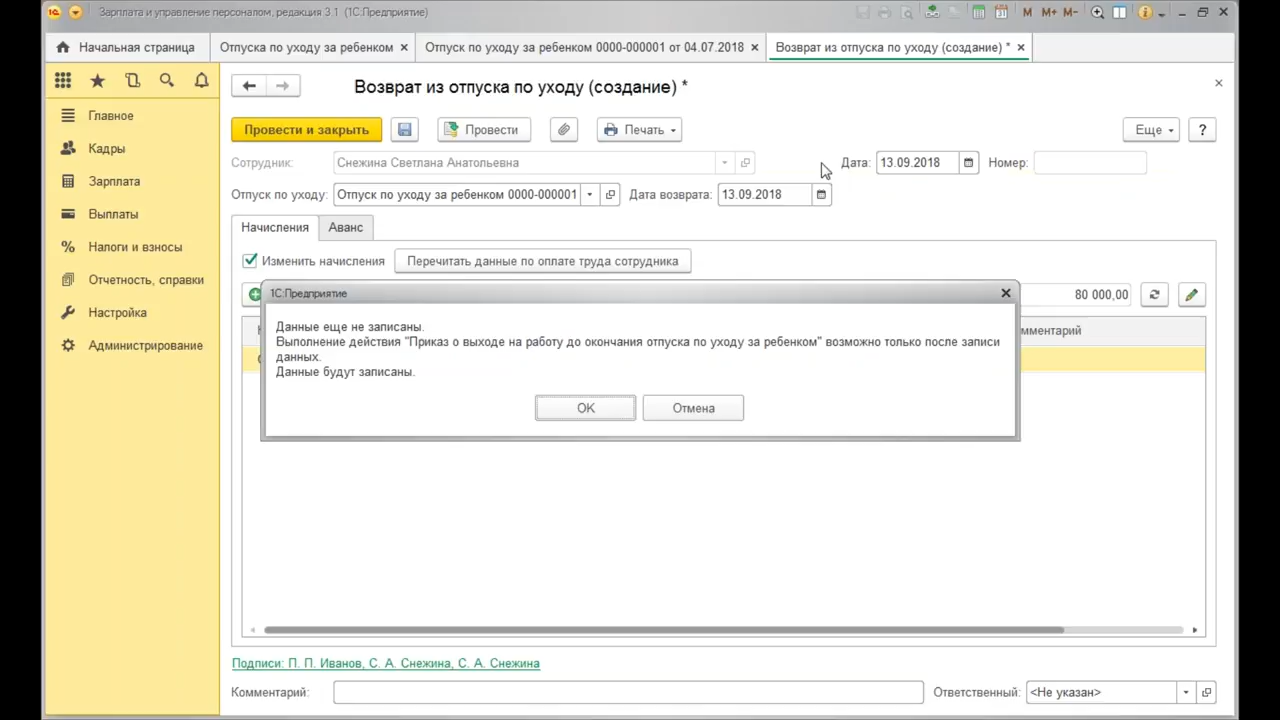 Зарплата и управление персоналом, редакция 3.1 (1С:Предприятие)
M M+ M-
Начальная страница
Отпуска по уходу за ребенком
Отпуск по уходу за ребенком 0000-000001 от 04.07.2018
Возврат из отпуска по уходу (создание) *
Главное
Кадры
Зарплата
Выплаты
Налоги и взносы
Отчетность, справки
Настройка
Администрирование
Возврат из отпуска по уходу (создание) *
Провести и закрыть
Провести
Печать
Еще
?
Сотрудник: Снежина Светлана Анатольевна
Дата: 13.09.2018
Номер:
Отпуск по уходу: Отпуск по уходу за ребенком 0000-000001
Дата возврата: 13.09.2018
Начисления
Аванс
Изменить начисления
Перечитать данные по оплате труда сотрудника
80 000,00
мментарий
1С:Предприятие
Данные еще не записаны.
Выполнение действия "Приказ о выходе на работу до окончания отпуска по уходу за ребенком" возможно только после записи
данных.
Данные будут записаны.
OK
Отмена
Подписи: П. П. Иванов, С. А. Снежина, С. А. Снежина
Комментарий:
Ответственный: <Не указан>